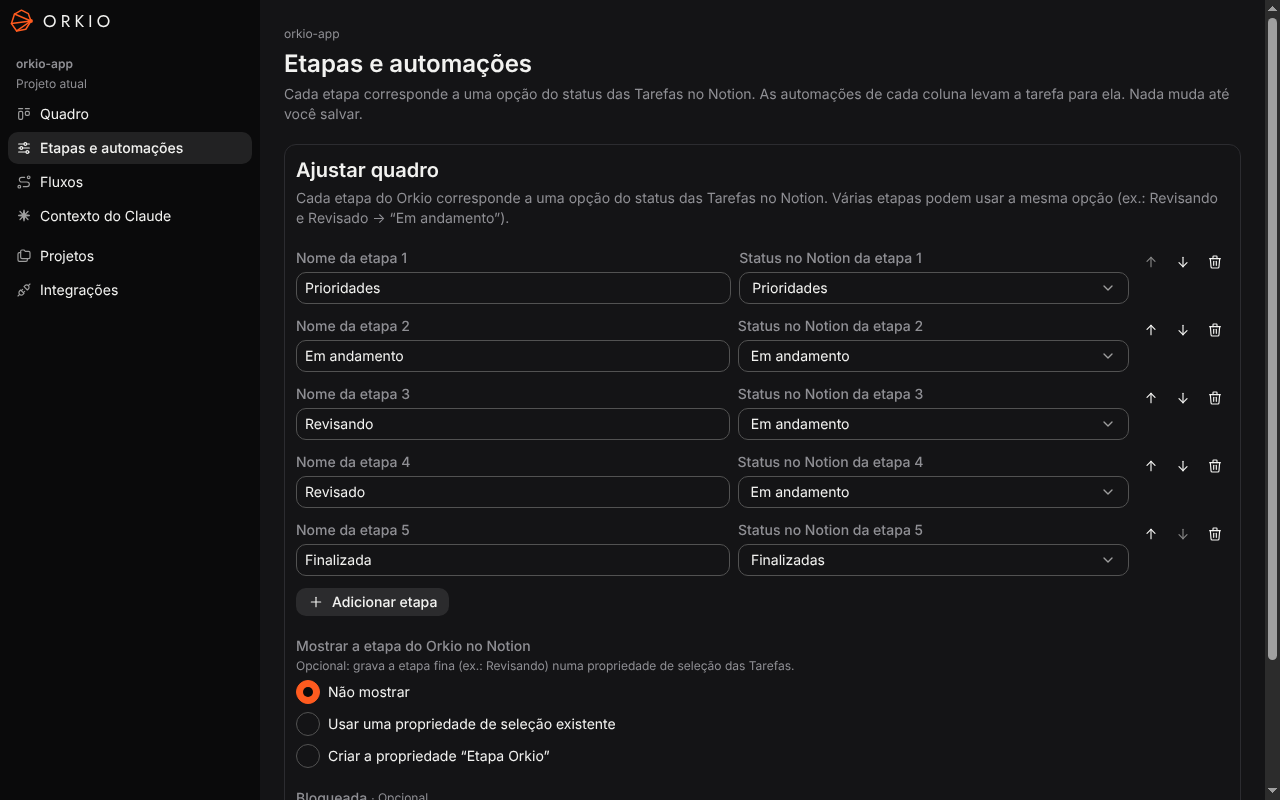 ORKIO
orkio-app
Projeto atual
Quadro
Etapas e automações
Fluxos
Contexto do Claude
Projetos
Integrações
orkio-app
Etapas e automações
Cada etapa corresponde a uma opção do status das Tarefas no Notion. As automações de cada coluna levam a tarefa para ela. Nada muda até
você salvar.
Ajustar quadro
Cada etapa do Orkio corresponde a uma opção do status das Tarefas no Notion. Várias etapas podem usar a mesma opção (ex.: Revisando
e Revisado → “Em andamento”).
Nome da etapa 1
Status no Notion da etapa 1
Prioridades
Prioridades
Nome da etapa 2
Status no Notion da etapa 2
Em andamento
Em andamento
Nome da etapa 3
Status no Notion da etapa 3
Revisando
Em andamento
Nome da etapa 4
Status no Notion da etapa 4
Revisado
Em andamento
Nome da etapa 5
Status no Notion da etapa 5
Finalizada
Finalizadas
Adicionar etapa
Mostrar a etapa do Orkio no Notion
Opcional: grava a etapa fina (ex.: Revisando) numa propriedade de seleção das Tarefas.
Não mostrar
Usar uma propriedade de seleção existente
Criar a propriedade “Etapa Orkio”
Bloqueada · Opcional